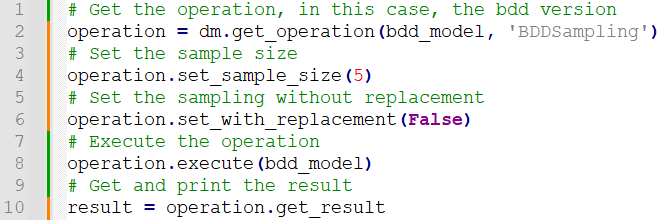 1 # Get the operation, in this case, the bdd version
2 operation = dm.get_operation(bdd_model, 'BDDSampling')
3 # Set the sample size
4 operation.set_sample_size(5)
5 # Set the sampling without replacement
6 operation.set_with_replacement(False)
7 # Execute the operation
8 operation.execute(bdd_model)
9 # Get and print the result
10 result = operation.get_result